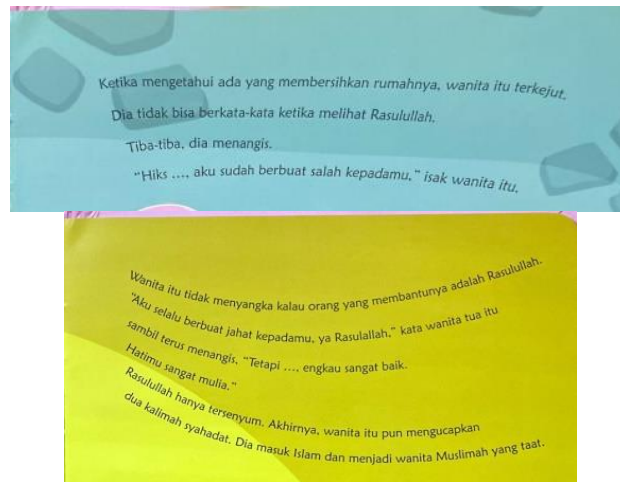 Ketika mengetahui ada yang membersihkan rumahnya, wanita itu terkejut.
Dia tidak bisa berkata-kata ketika melihat Rasulullah.
Tiba-tiba, dia menangis.
"Hiks ...., aku sudah berbuat salah kepadamu," isak wanita itu.
Wanita itu tidak menyangka kalau orang yang membantunya adalah Rasulullah.
"Aku selalu berbuat jahat kepadamu, ya Rasulallah," kata wanita tua itu
sambil terus menangis. "Tetapi ...., engkau sangat baik.
Hatimu sangat mulia."
Rasulullah hanya tersenyum. Akhirnya, wanita itu pun mengucapkan
dua kalimah syahadat. Dia masuk Islam dan menjadi wanita Muslimah yang taat.